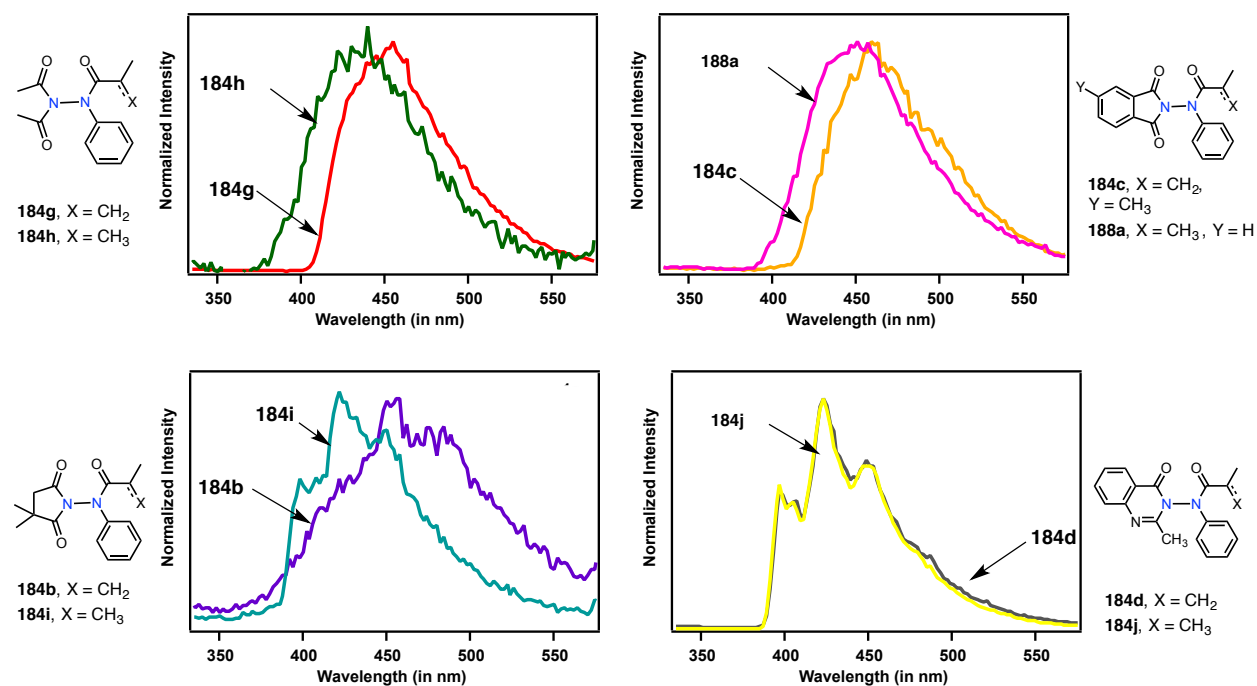 O
O
N
N
X
O
184g, X = CH2
184h, X = CH3
Normalized Intensity
184h
184g
350 400 450 500 550
Wavelength (in nm)
Normalized Intensity
188a
184c
350 400 450 500 550
Wavelength (in nm)
O
O
Y
N
N
X
O
184c, X = CH2,
Y = CH3
188a, X = CH3, Y = H
O
O
N
N
X
O
184b, X = CH2
184i, X = CH3
Normalized Intensity
184i
184b
350 400 450 500 550
Wavelength (in nm)
Normalized Intensity
184j
184d
350 400 450 500 550
Wavelength (in nm)
O
O
N
N
X
N
CH3
184d, X = CH2
184j, X = CH3